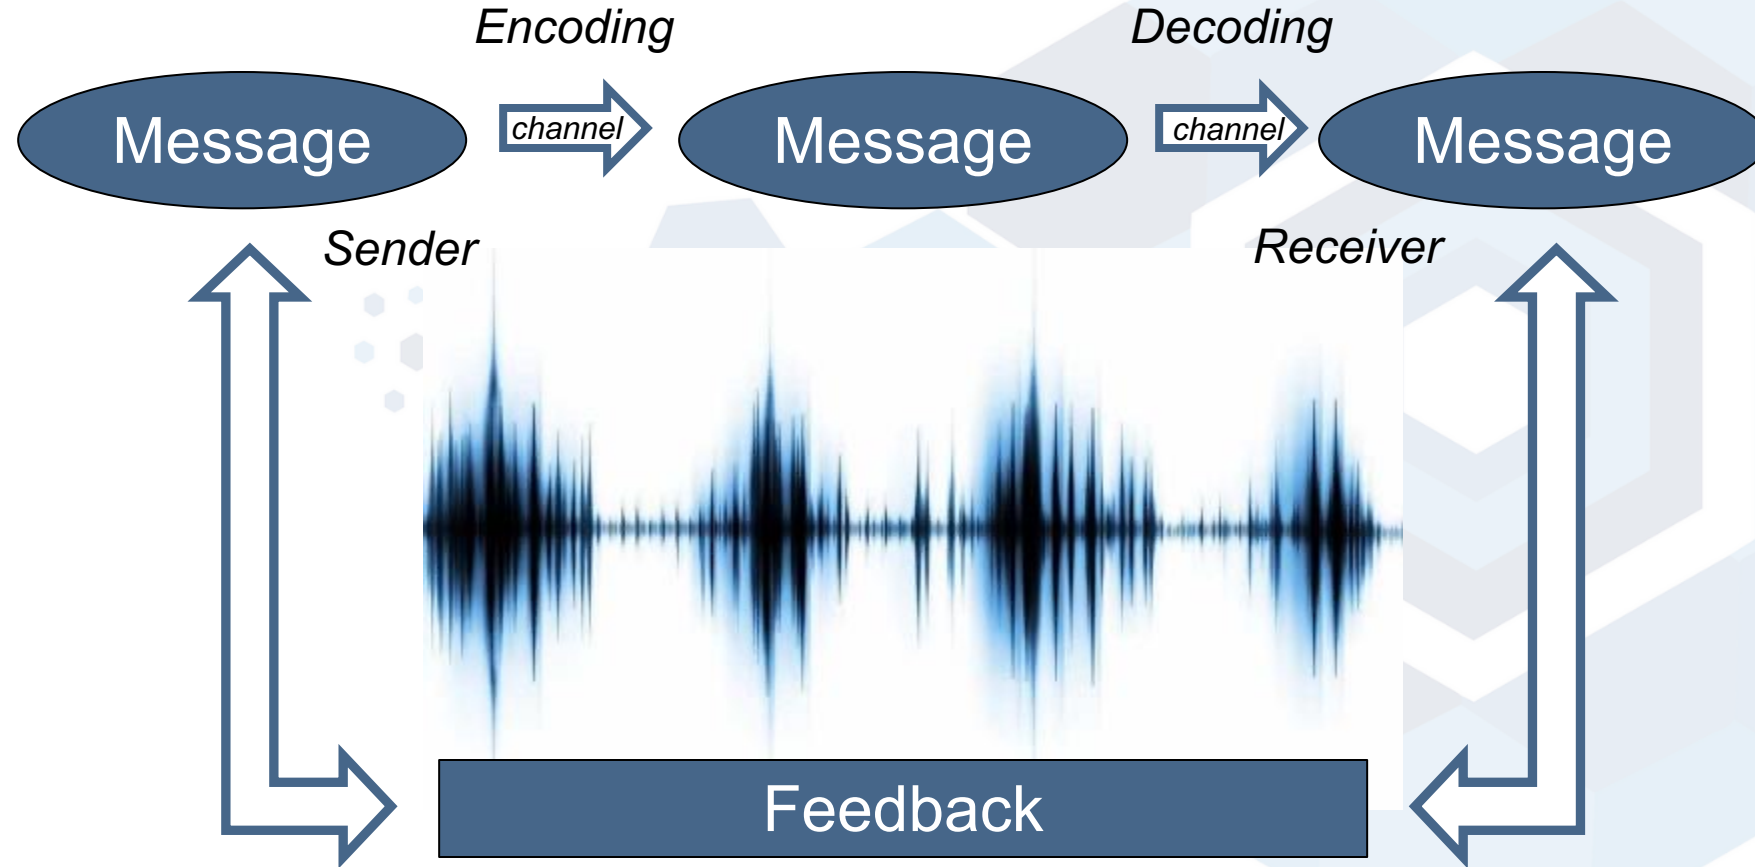 Encoding
Decoding
Message
channel
Message
channel
Message
Sender
Receiver
Feedback